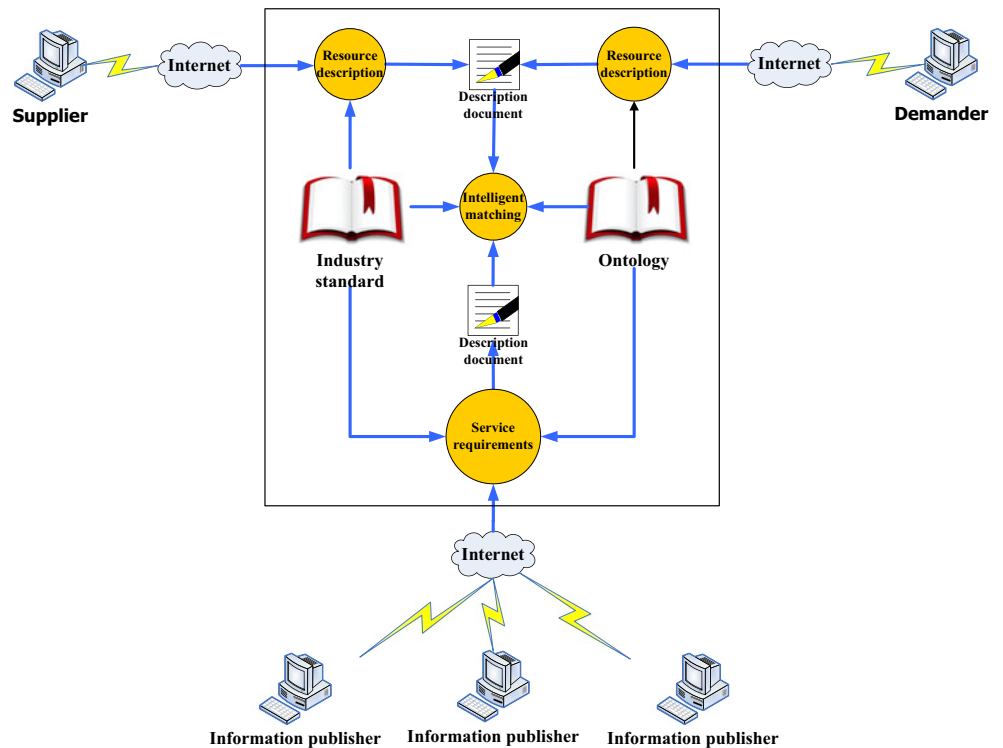 Internet
Resource
description
Resource
description
Internet
Supplier
Description
document
Demander
Intelligent
matching
Industry
standard
Ontology
Description
document
Service
requirements
Internet
Information publisher
Information publisher
Information publisher